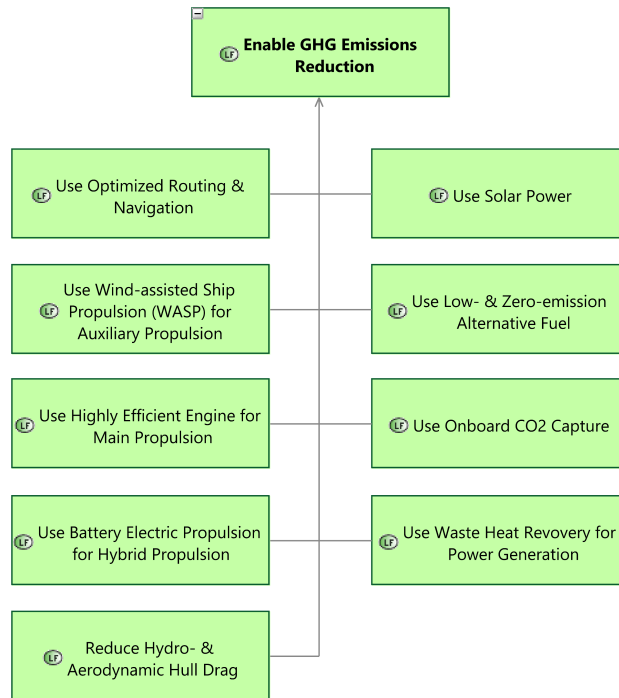 LF Enable GHG Emissions
Reduction
LF Use Optimized Routing &
Navigation
LF Use Solar Power
LF Use Wind-assisted Ship
Propulsion (WASP) for
Auxiliary Propulsion
LF Use Low- & Zero-emission
Alternative Fuel
LF Use Highly Efficient Engine for
Main Propulsion
LF Use Onboard CO2 Capture
LF Use Battery Electric Propulsion
for Hybrid Propulsion
LF Use Waste Heat Revovery for
Power Generation
LF Reduce Hydro- &
Aerodynamic Hull Drag